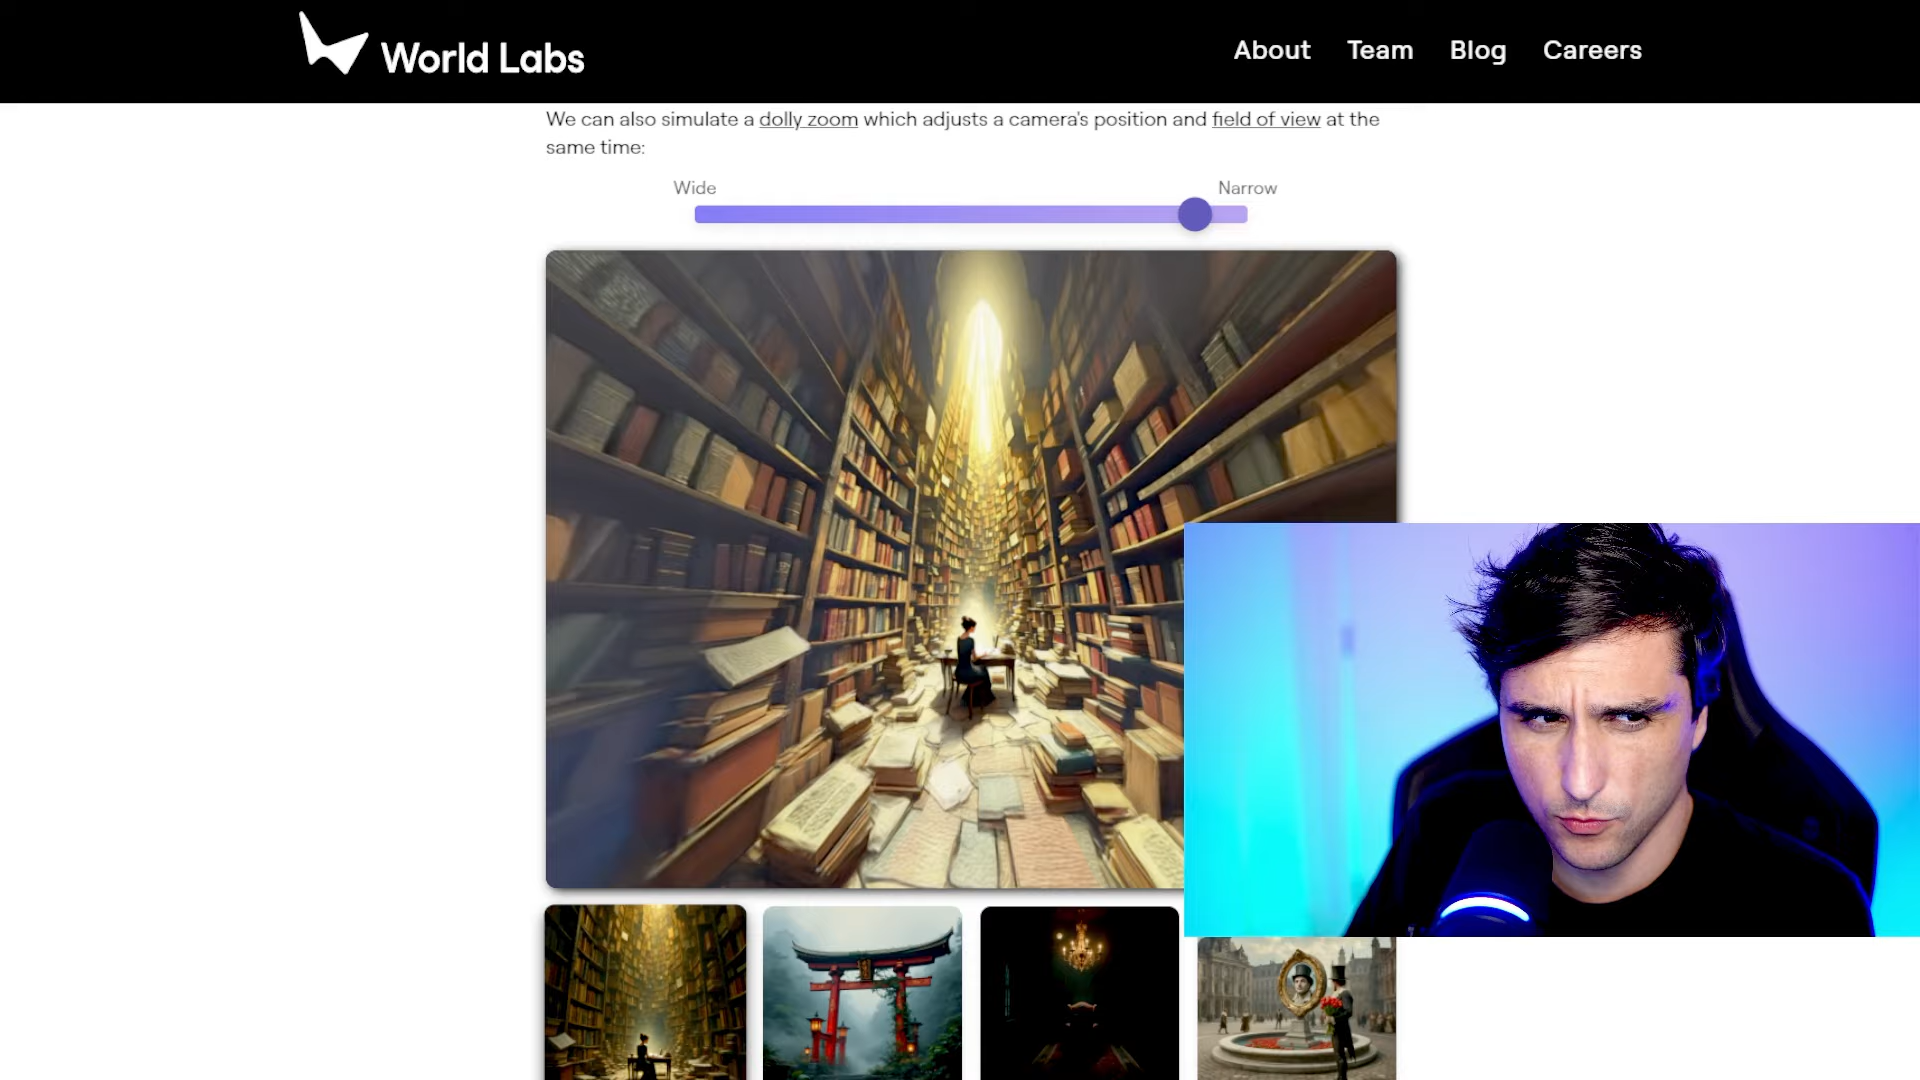 World Labs
About Team Blog Careers
We can also simulate a dolly zoom which adjusts a camera's position and field of view at the
same time:
Wide Narrow